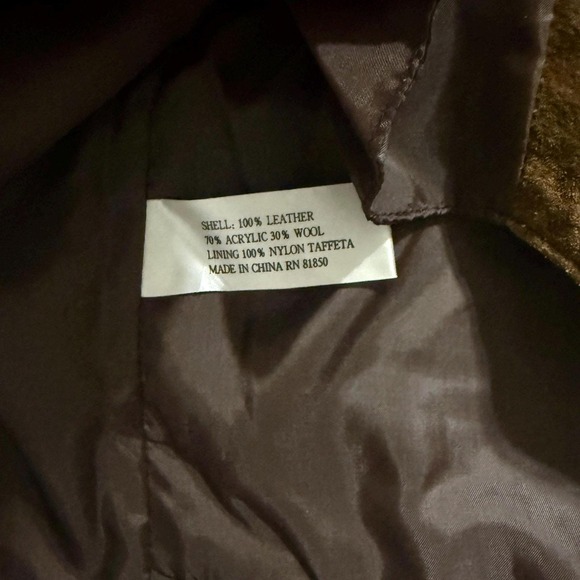 SHELL: 100% LEATHER
70% ACRYLIC 30% WOOL
LINING 100% NYLON TAFFETA
MADE IN CHINA RN 81850